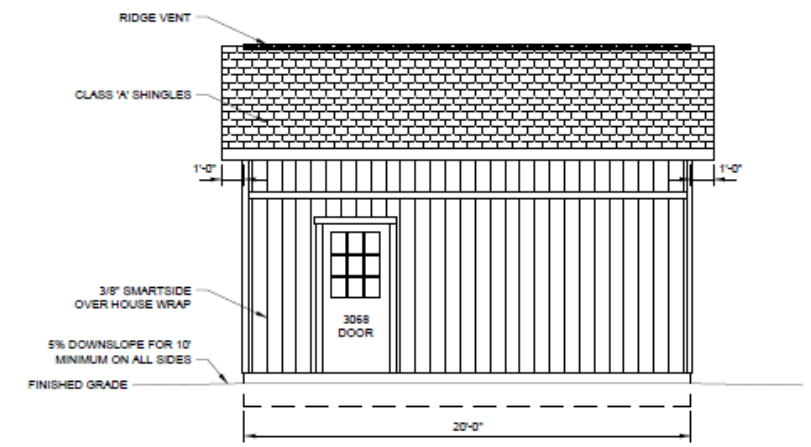 RIDGE VENT
CLASS 'A' SHINGLES
1'-0"
1'-0"
3/8" SMARTSIDE
OVER HOUSE WRAP
3068
DOOR
5% DOWNSLOPE FOR 10'
MINIMUM ON ALL SIDES
FINISHED GRADE
20'-0"